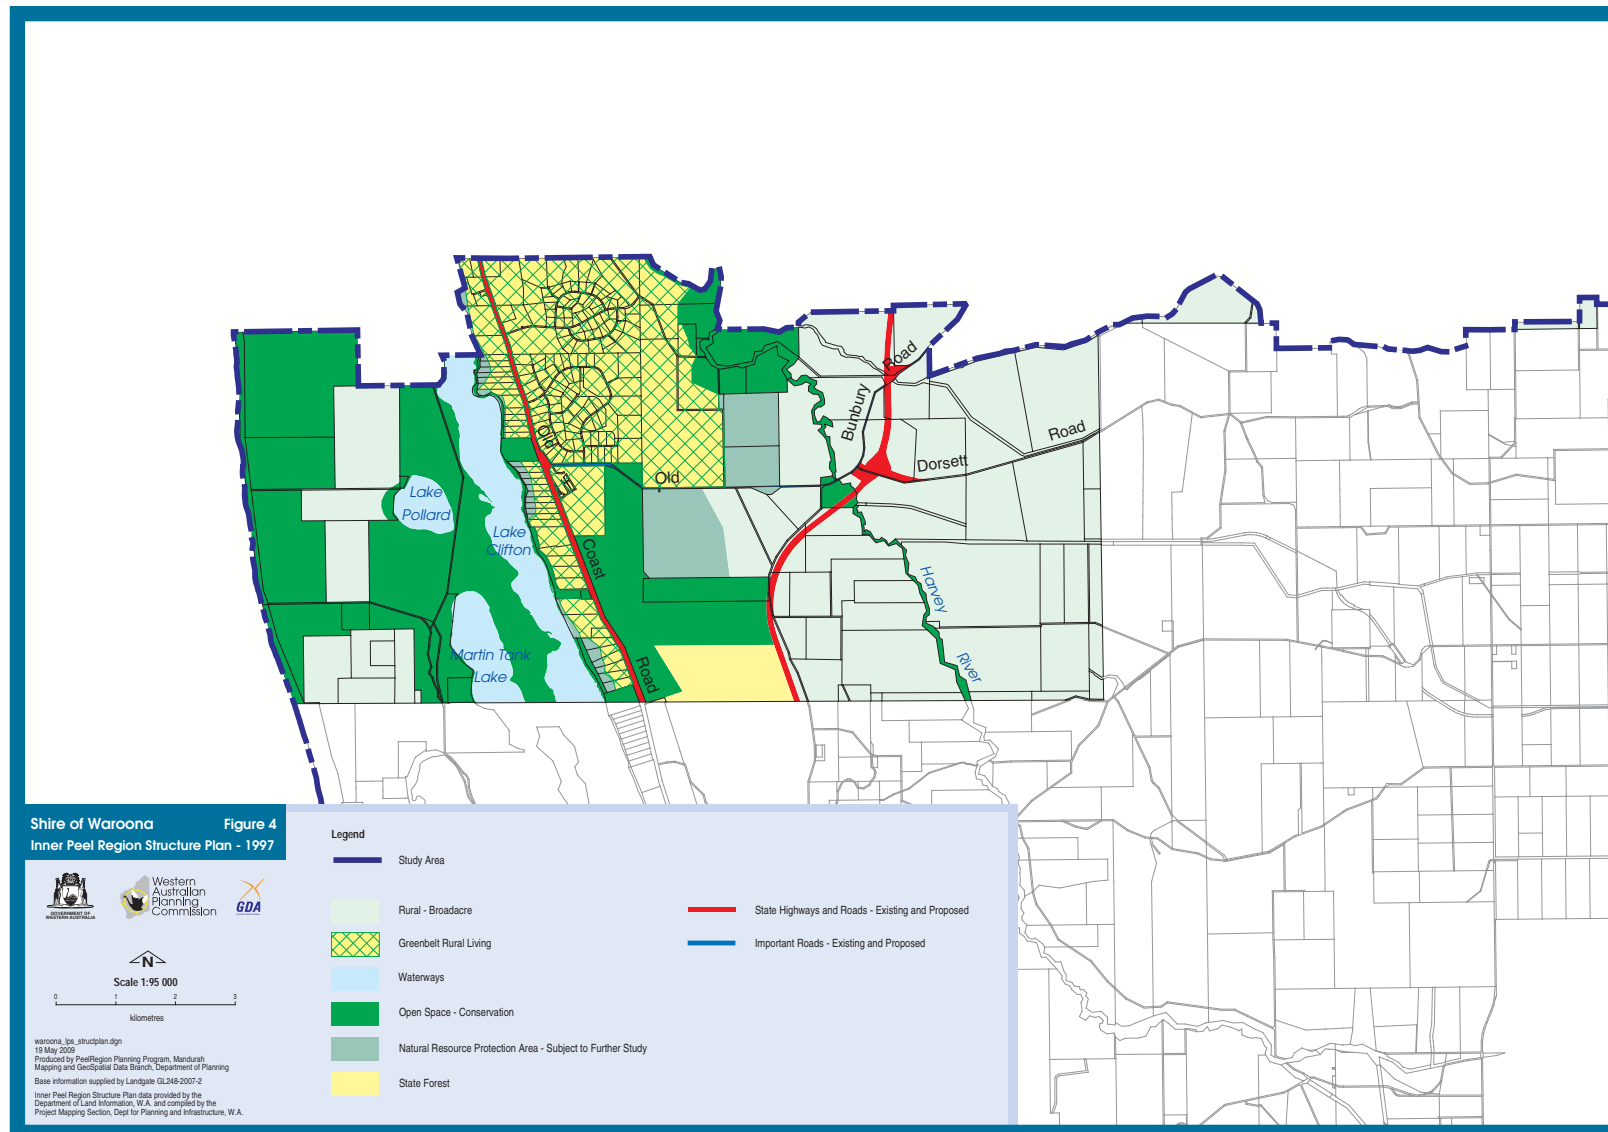 Lake
Pollard
Lake
Clifton
Martin Tank
Lake
Old
Coast
Road
Old
Bunbury
Road
Dorsett
Road
Harvey
River
Shire of Waroona
Figure 4
Inner Peel Region Structure Plan - 1997
GOVERNMENT OF
WESTERN AUSTRALIA
Western
Australian
Planning
Commission
GDA
N
Scale 1:95 000
0 1 2 3
kilometres
waroona_lps_structplan.dgn
19 May 2009
Produced by PeelRegion Planning Program, Mandurah
Mapping and GeoSpatial Data Branch, Department of Planning
Base information supplied by Landgate GL248-2007-2
Inner Peel Region Structure Plan data provided by the
Department of Land Information, W.A. and compiled by the
Project Mapping Section, Dept for Planning and Infrastructure, W.A.
Legend
Study Area
Rural - Broadacre
Greenbelt Rural Living
Waterways
Open Space - Conservation
Natural Resource Protection Area - Subject to Further Study
State Forest
State Highways and Roads - Existing and Proposed
Important Roads - Existing and Proposed